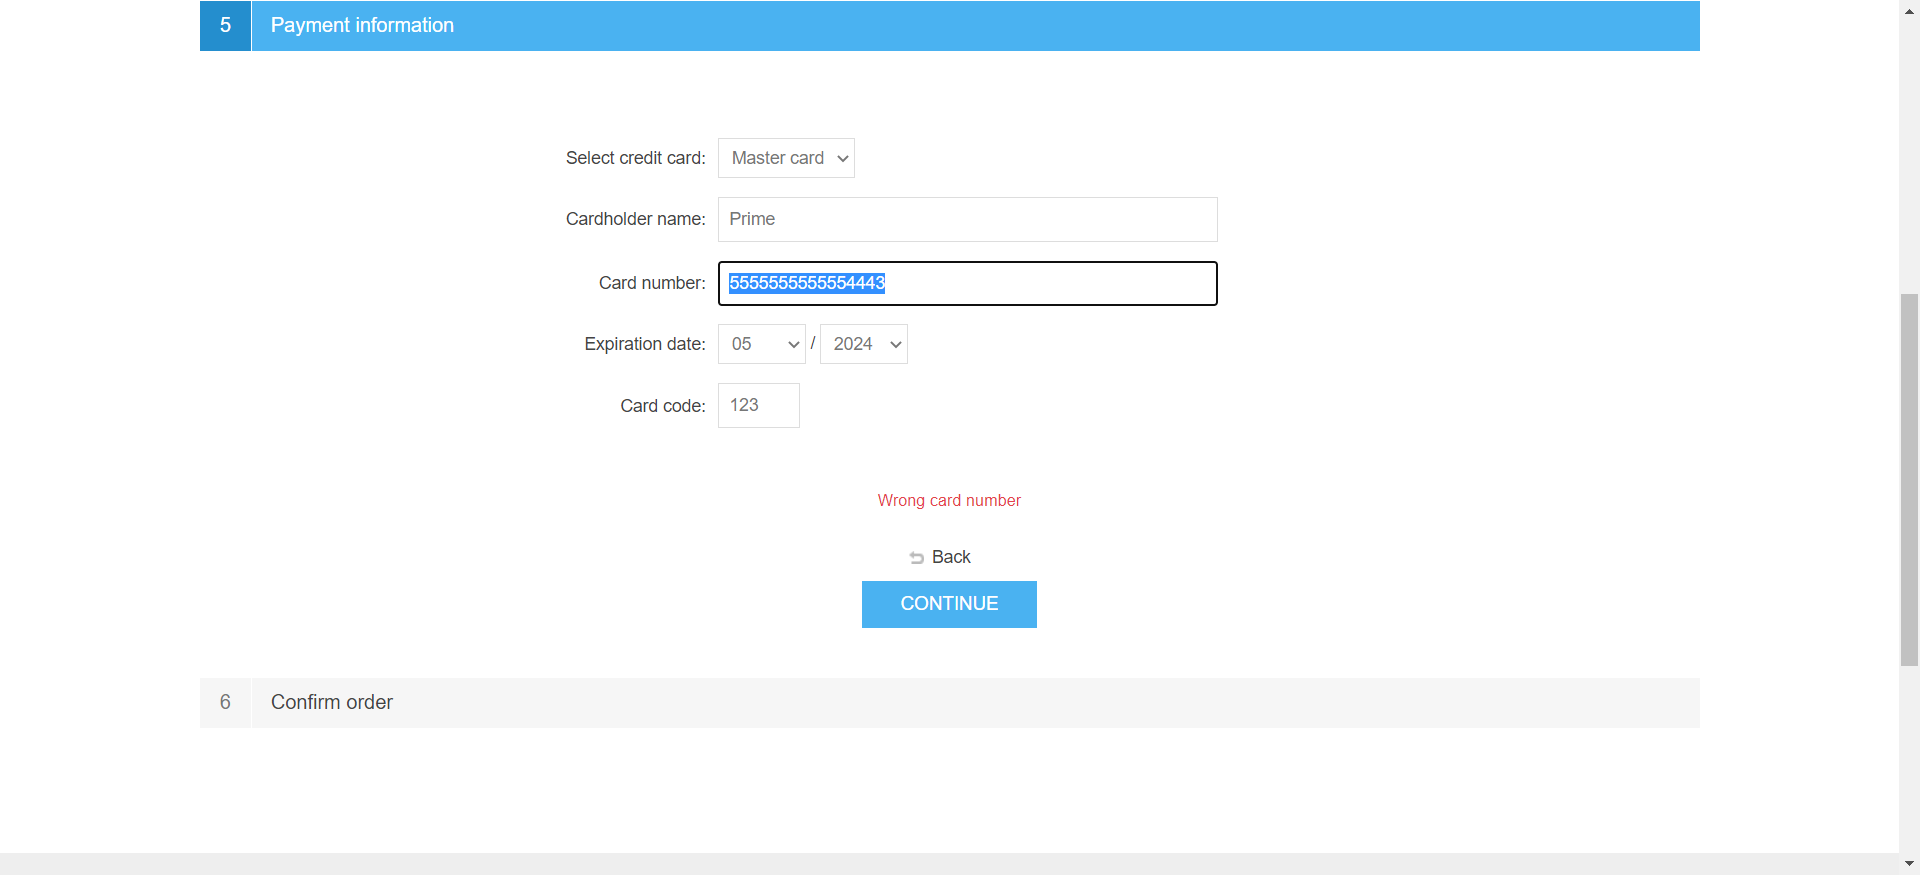 5 Payment information
Select credit card: Master card
Cardholder name: Prime
Card number: 5555555555554443
Expiration date: 05 / 2024
Card code: 123
Wrong card number
Back
CONTINUE
6 Confirm order